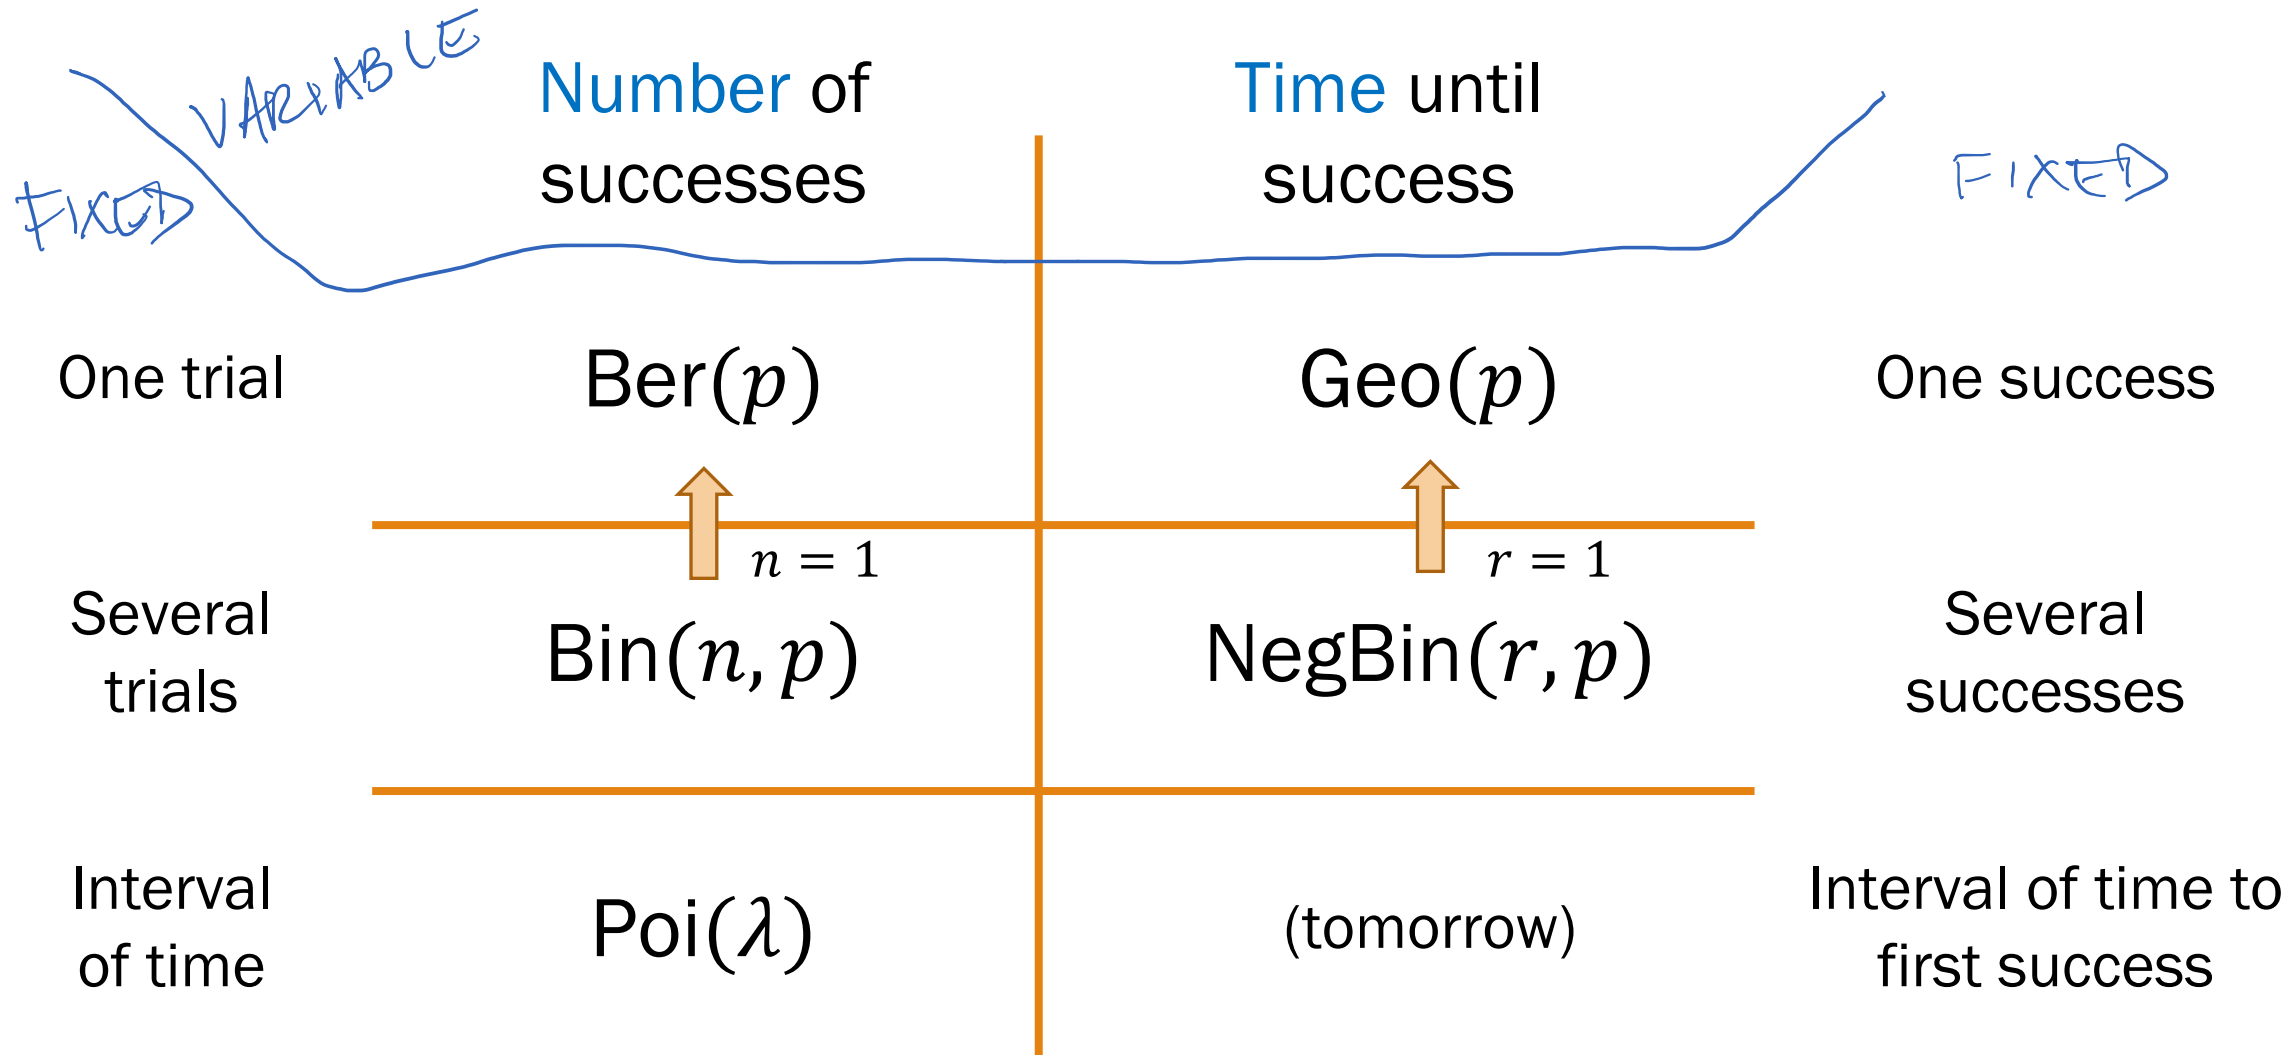 VARIABLE
FIXED
Number of
successes
Time until
success
FIXED
One trial
Ber(p)
Geo(p)
One success
n = 1
r = 1
Several
trials
Bin(n, p)
NegBin(r, p)
Several
successes
Interval
of time
Poi(λ)
(tomorrow)
Interval of time to
first success